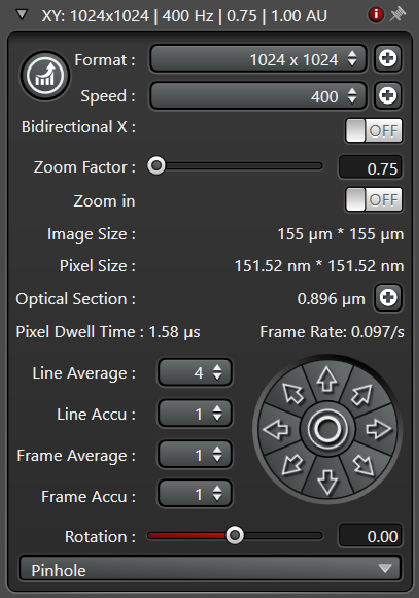 XY: 1024x1024 | 400 Hz | 0.75 | 1.00 AU
Format : 1024 x 1024
Speed : 400
Bidirectional X : OFF
Zoom Factor : 0.75
Zoom in OFF
Image Size : 155 µm * 155 µm
Pixel Size : 151.52 nm * 151.52 nm
Optical Section : 0.896 µm
Pixel Dwell Time : 1.58 µs Frame Rate: 0.097/s
Line Average : 4
Line Accu : 1
Frame Average : 1
Frame Accu : 1
Rotation : 0.00
Pinhole